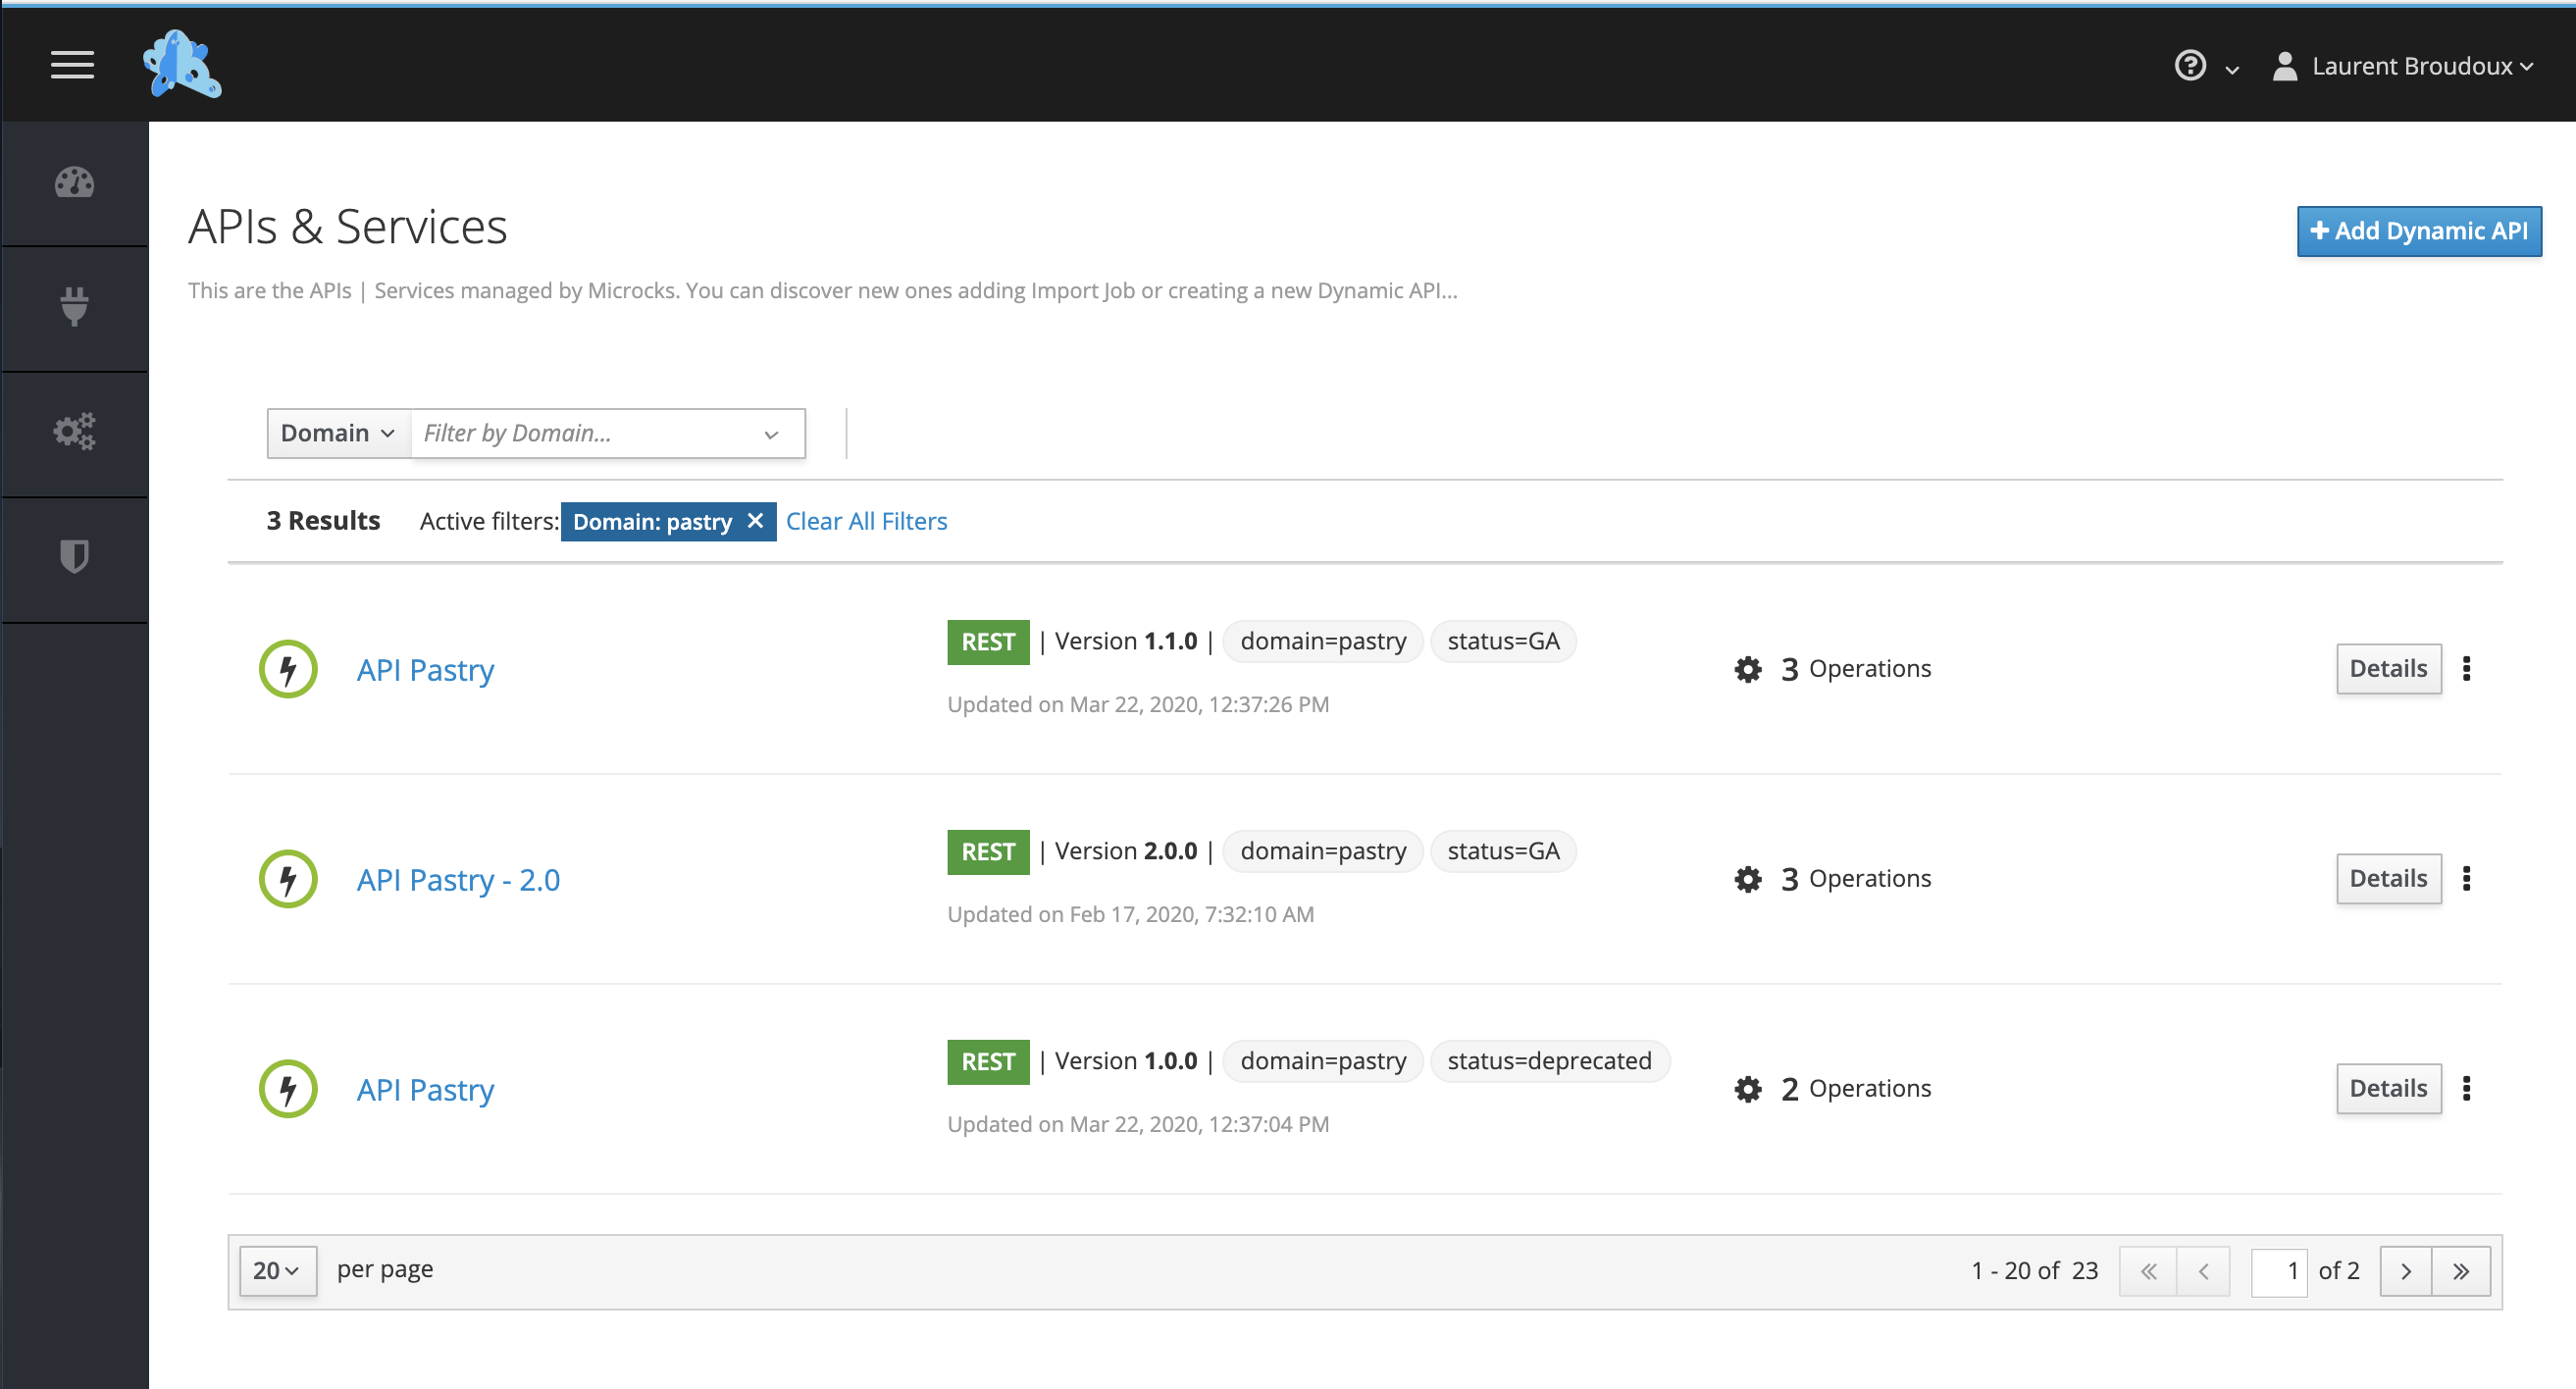 Laurent Broudoux
APIs & Services
+ Add Dynamic API
This are the APIs | Services managed by Microcks. You can discover new ones adding Import Job or creating a new Dynamic API...
Domain Filter by Domain...
3 Results Active filters: Domain: pastry × Clear All Filters
API Pastry
REST | Version 1.1.0 | domain=pastry status=GA
Updated on Mar 22, 2020, 12:37:26 PM
3 Operations
Details
API Pastry - 2.0
REST | Version 2.0.0 | domain=pastry status=GA
Updated on Feb 17, 2020, 7:32:10 AM
3 Operations
Details
API Pastry
REST | Version 1.0.0 | domain=pastry status=deprecated
Updated on Mar 22, 2020, 12:37:04 PM
2 Operations
Details
20 per page 1 - 20 of 23 « ‹ 1 of 2 › »